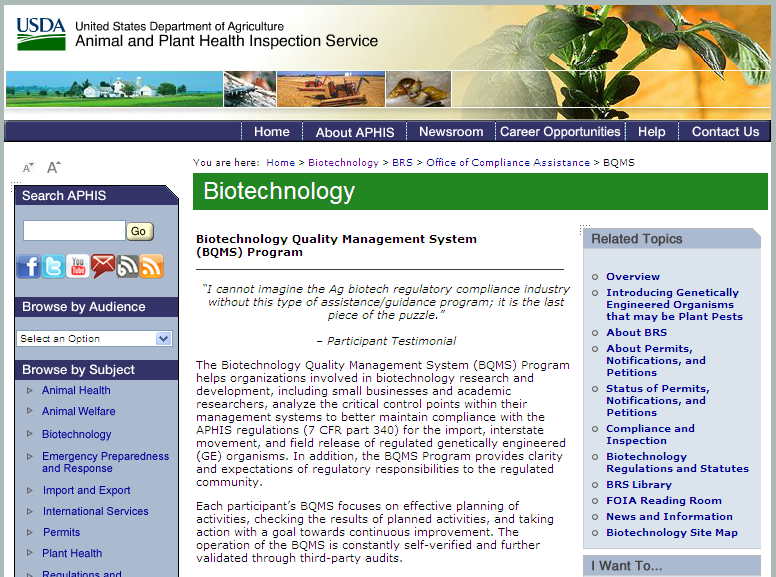 USDA
United States Department of Agriculture
Animal and Plant Health Inspection Service
Home
About APHIS
Newsroom
Career Opportunities
Help
Contact Us
A A
You are here: Home > Biotechnology > BRS > Office of Compliance Assistance > BQMS
Search APHIS
Go
You Tube
Browse by Audience
Select an Option
Browse by Subject
Animal Health
Animal Welfare
Biotechnology
Emergency Preparedness
and Response
Import and Export
International Services
Permits
Plant Health
Regulations and
Biotechnology
Biotechnology Quality Management System
(BQMS) Program
“I cannot imagine the Ag biotech regulatory compliance industry
without this type of assistance/guidance program; it is the last
piece of the puzzle.”
– Participant Testimonial
The Biotechnology Quality Management System (BQMS) Program
helps organizations involved in biotechnology research and
development, including small businesses and academic
researchers, analyze the critical control points within their
management systems to better maintain compliance with the
APHIS regulations (7 CFR part 340) for the import, interstate
movement, and field release of regulated genetically engineered
(GE) organisms. In addition, the BQMS Program provides clarity
and expectations of regulatory responsibilities to the regulated
community.
Each participant’s BQMS focuses on effective planning of
activities, checking the results of planned activities, and taking
action with a goal towards continuous improvement. The
operation of the BQMS is constantly self-verified and further
validated through third-party audits.
Related Topics
Overview
Introducing Genetically
Engineered Organisms
that may be Plant Pests
About BRS
About Permits,
Notifications, and
Petitions
Status of Permits,
Notifications, and
Petitions
Compliance and
Inspection
Biotechnology
Regulations and Statutes
BRS Library
FOIA Reading Room
News and Information
Biotechnology Site Map
I Want To...